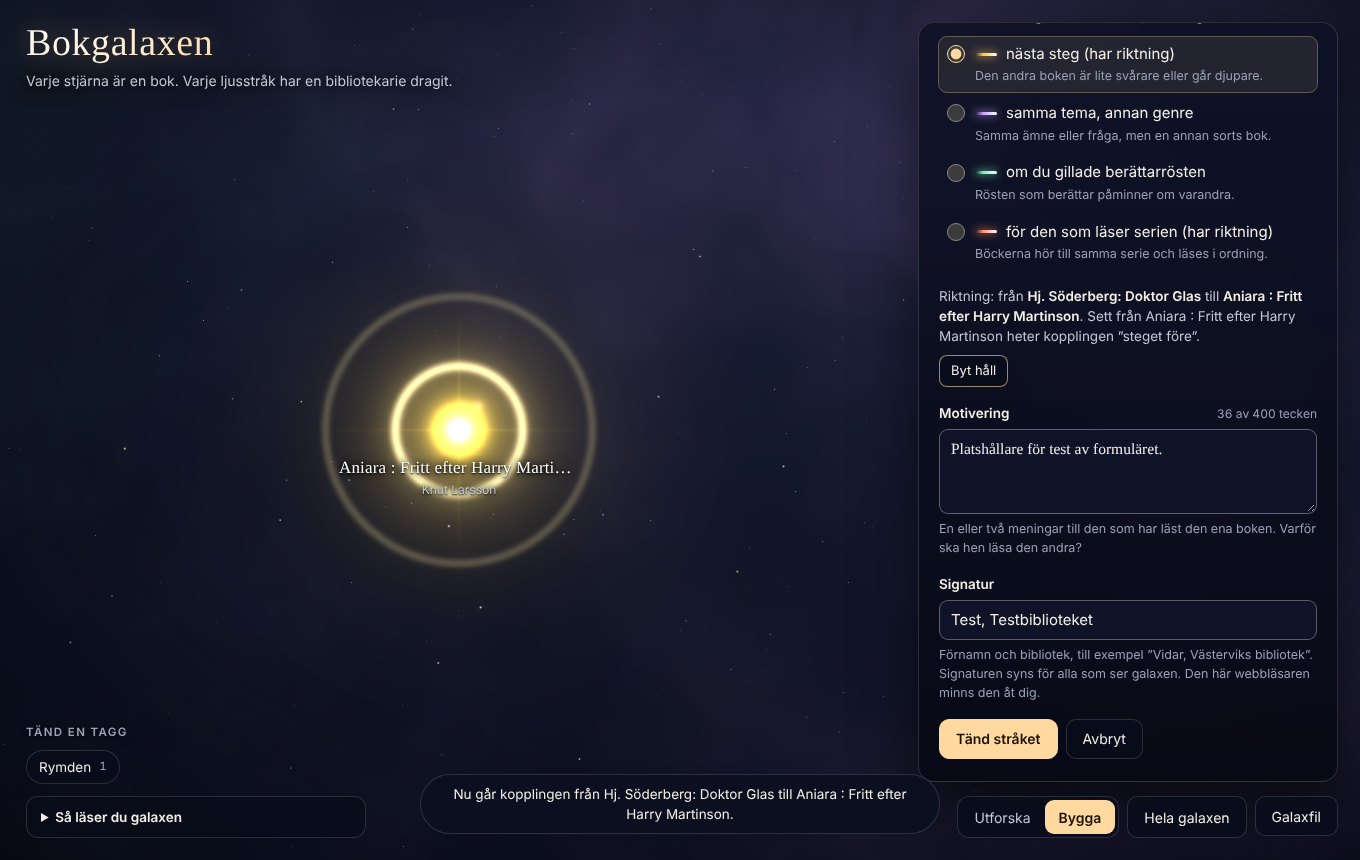 Bokgalaxen
Varje stjärna är en bok. Varje ljusstråk har en bibliotekarie dragit.
nästa steg (har riktning)
Den andra boken är lite svårare eller går djupare.
samma tema, annan genre
Samma ämne eller fråga, men en annan sorts bok.
om du gillade berättarrösten
Rösten som berättar påminner om varandra.
för den som läser serien (har riktning)
Böckerna hör till samma serie och läses i ordning.
Riktning: från Hj. Söderberg: Doktor Glas till Aniara : Fritt
efter Harry Martinson. Sett från Aniara : Fritt efter Harry
Martinson heter kopplingen ”steget före”.
Byt håll
Motivering
36 av 400 tecken
Platshållare för test av formuläret.
En eller två meningar till den som har läst den ena boken. Varför
ska hen läsa den andra?
Signatur
Test, Testbiblioteket
Förnamn och bibliotek, till exempel ”Vidar, Västerviks bibliotek”.
Signaturen syns för alla som ser galaxen. Den här webbläsaren
minns den åt dig.
Tänd stråket
Avbryt
Aniara : Fritt efter Harry Marti…
Knut Larsson
TÄND EN TAGG
Rymden 1
Så läser du galaxen
Nu går kopplingen från Hj. Söderberg: Doktor Glas till Aniara : Fritt efter
Harry Martinson.
Utforska
Bygga
Hela galaxen
Galaxfil